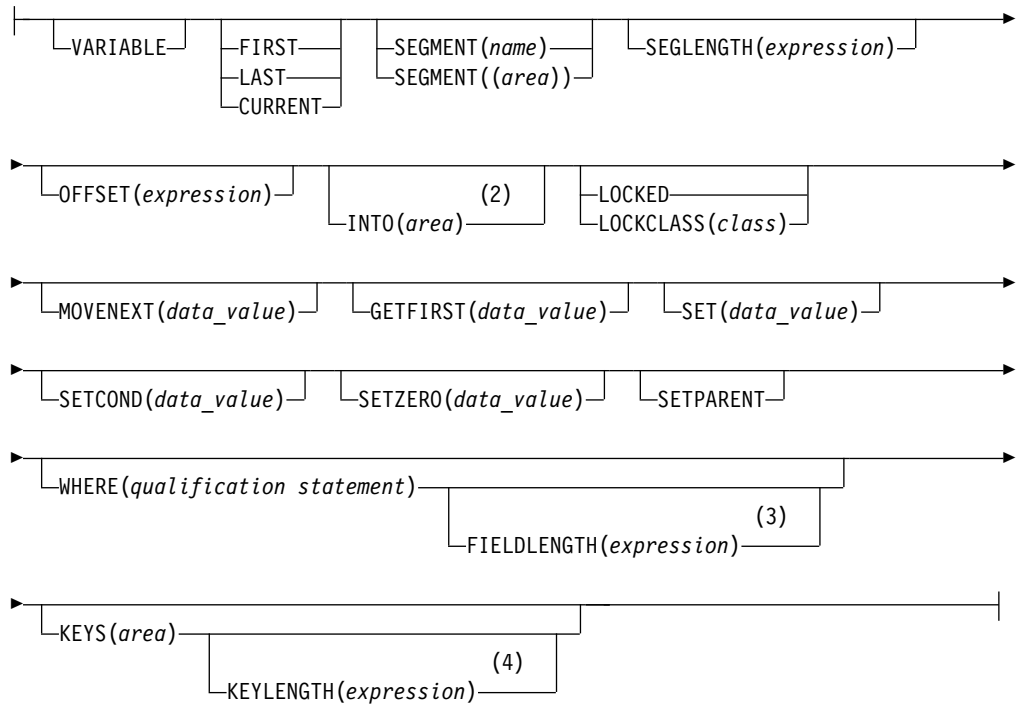 VARIABLE FIRST SEGMENT(name) SEGLENGTH(expression)
LAST SEGMENT((area))
CURRENT
OFFSET(expression) (2) LOCKED
INTO(area) LOCKCLASS(class)
MOVENEXT(data_value) GETFIRST(data_value) SET(data_value)
SETCOND(data_value) SETZERO(data_value) SETPARENT
WHERE(qualification statement)
(3)
FIELDLENGTH(expression)
KEYS(area)
(4)
KEYLENGTH(expression)